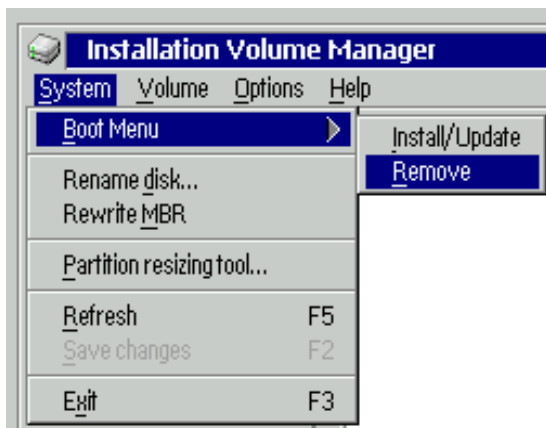 Installation Volume Manager
System Volume Options Help
Boot Menu
Install/Update
Remove
Rename disk...
Rewrite MBR
Partition resizing tool...
Refresh F5
Save changes F2
Exit F3